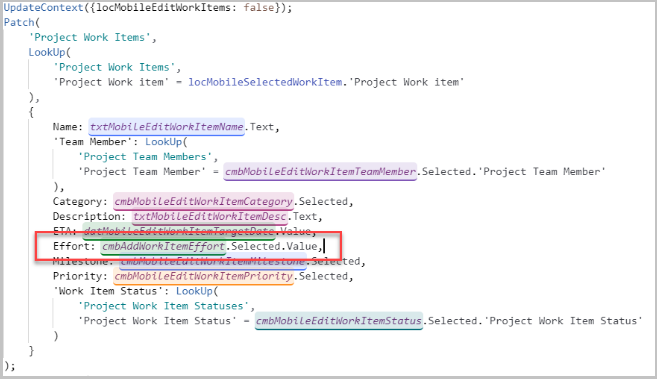 UpdateContext({locMobileEditWorkItems: false});
Patch(
'Project Work Items',
LookUp(
'Project Work Items',
'Project Work item' = locMobileSelectedWorkItem.'Project Work item'
),
{
Name: txtMobileEditWorkItemName.Text,
'Team Member': LookUp(
'Project Team Members',
'Project Team Member' = cmbMobileEditWorkItemTeamMember.Selected.'Project Team Member'
),
Category: cmbMobileEditWorkItemCategory.Selected,
Description: txtMobileEditWorkItemDesc.Text,
ETA: datMobileEditWorkItemTargetDate.Value,
Effort: cmbAddWorkItemEffort.Selected.Value,
Milestone: cmbMobileEditWorkItemMilestone.Selected,
Priority: cmbMobileEditWorkItemPriority.Selected,
'Work Item Status': LookUp(
'Project Work Item Statuses',
'Project Work Item Status' = cmbMobileEditWorkItemStatus.Selected.'Project Work Item Status'
)
}
);